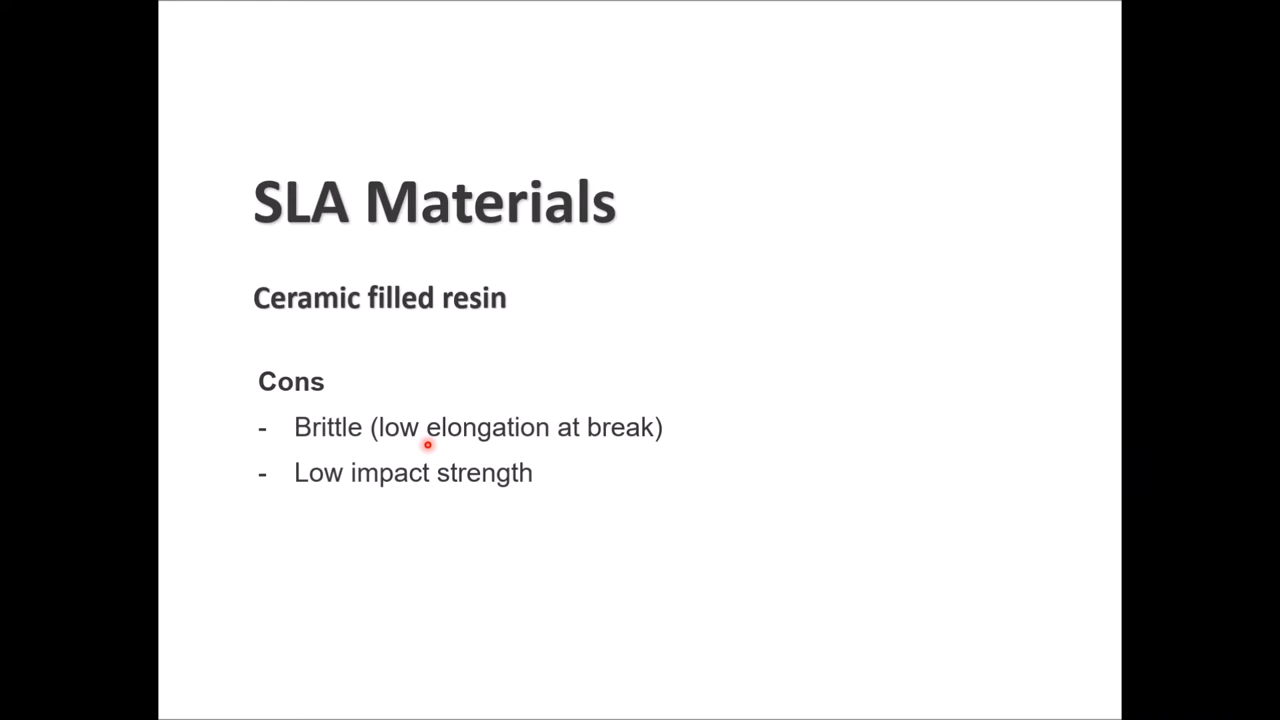 SLA Materials
Ceramic filled resin
Cons
- Brittle (low elongation at break)
- Low impact strength